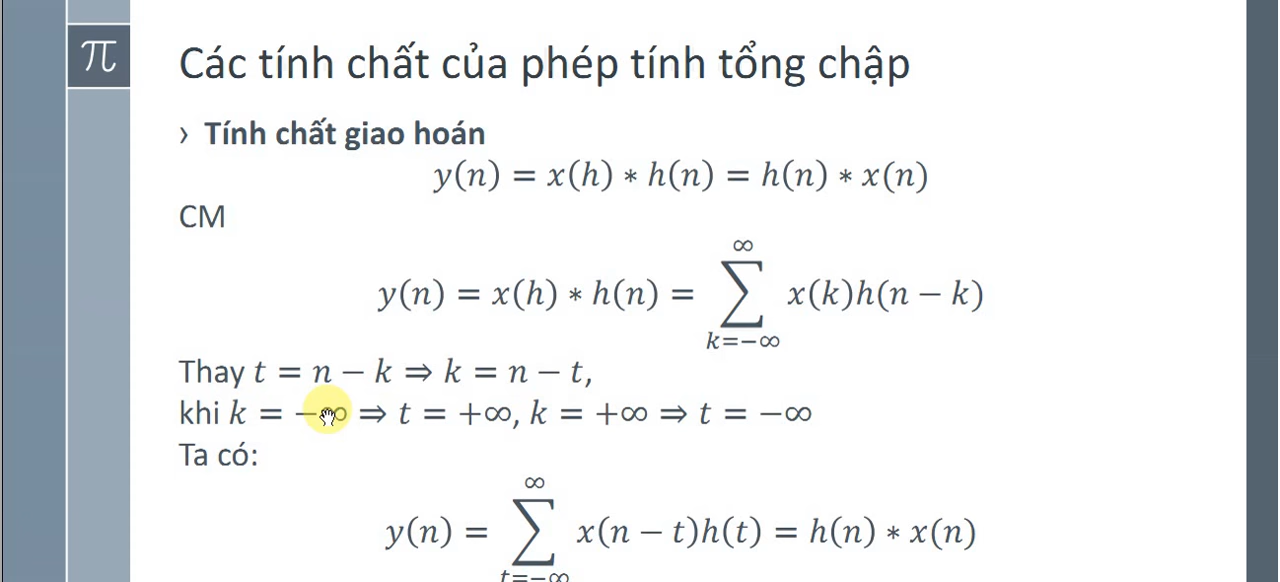 π
Các tính chất của phép tính tổng chập
› Tính chất giao hoán
y(n) = x(h) ∗ h(n) = h(n) ∗ x(n)
CM
y(n) = x(h) ∗ h(n) = ∑_{k=−∞}^{∞} x(k)h(n − k)
Thay t = n − k ⇒ k = n − t,
khi k = −∞ ⇒ t = +∞, k = +∞ ⇒ t = −∞
Ta có:
y(n) = ∑_{t=−∞}^{∞} x(n − t)h(t) = h(n) ∗ x(n)